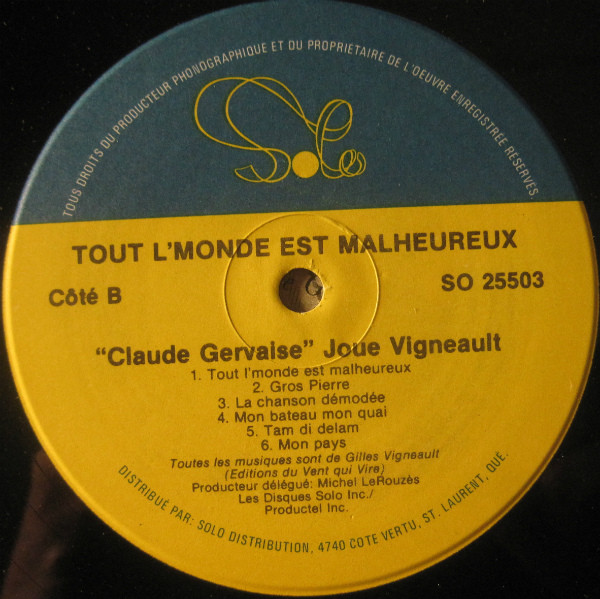 TOUS DROITS DU PRODUCTEUR PHONOGRAPHIQUE ET DU PROPRIETAIRE DE L'OEUVRE ENREGISTRÉE RESERVÉS.
Solo
TOUT L'MONDE EST MALHEUREUX
Côté B
SO 25503
"Claude Gervaise" Joue Vigneault
1. Tout l'monde est malheureux
2. Gros Pierre
3. La chanson démodée
4. Mon bateau mon quai
5. Tam di delam
6. Mon pays
Toutes les musiques sont de Gilles Vigneault
(Editions du Vent qui Vire)
Producteur délégué: Michel LeRouzès
Les Disques Solo Inc./
Productel Inc.
DISTRIBUÉ PAR: SOLO DISTRIBUTION, 4740 COTE VERTU, ST. LAURENT, QUE.